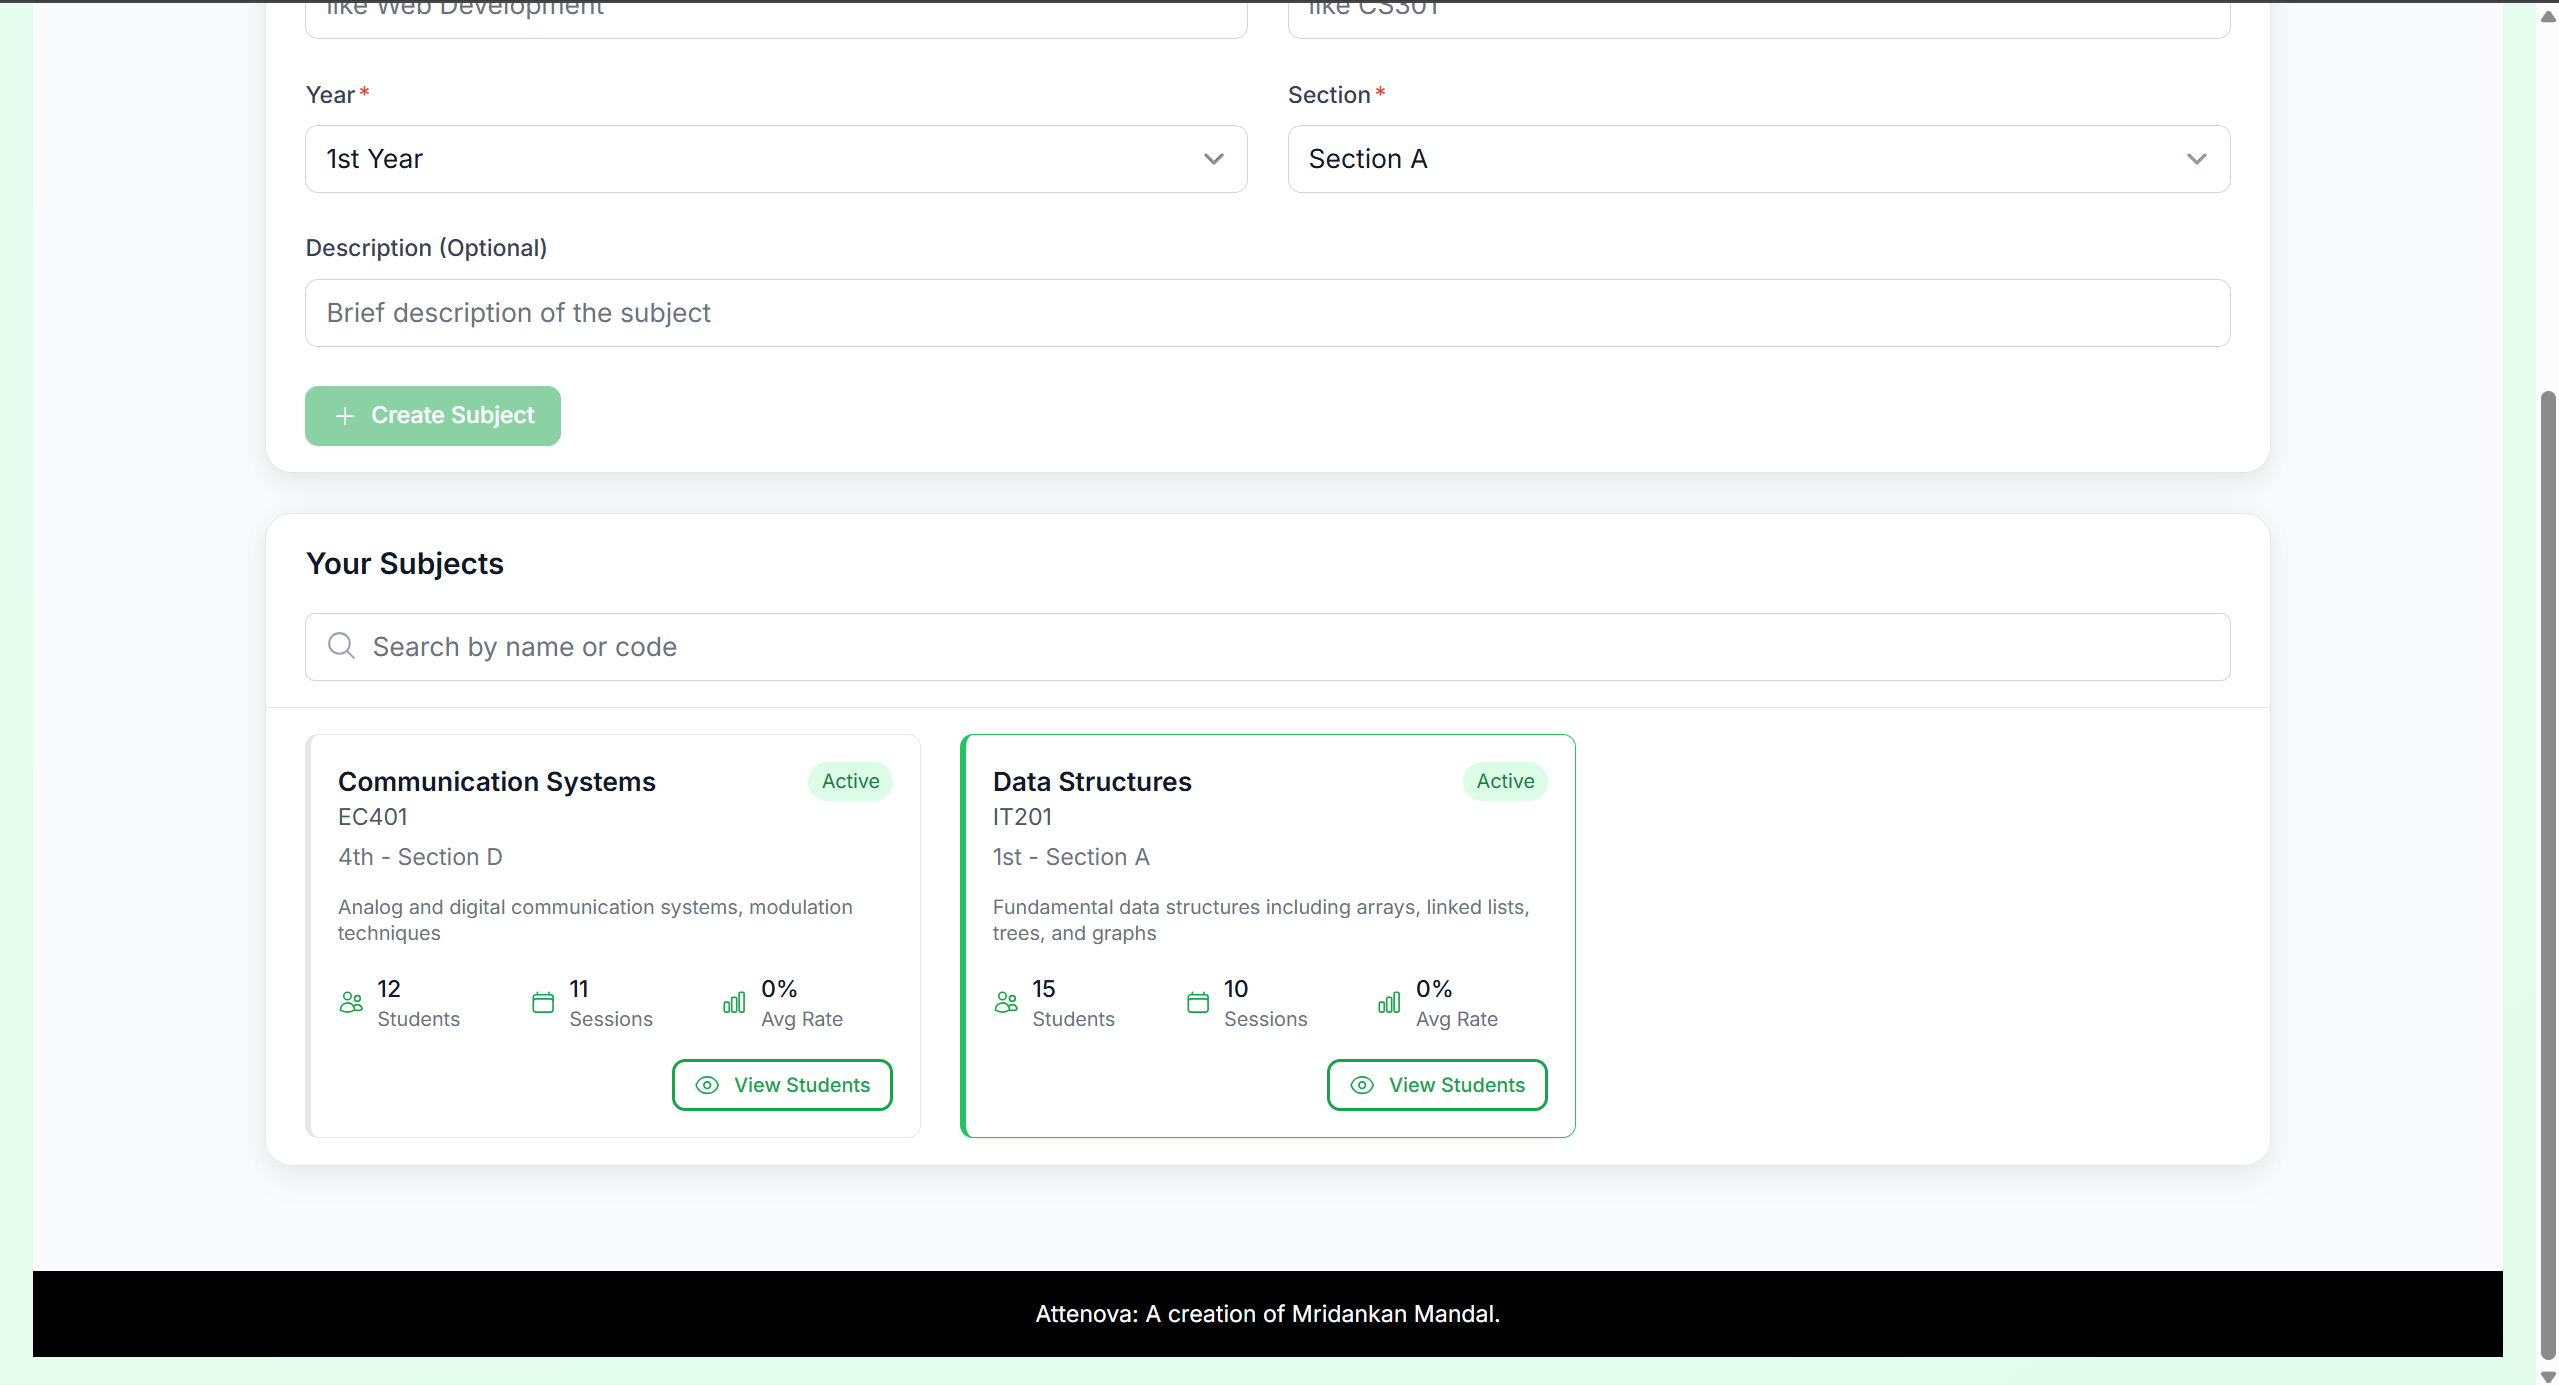 like Web Development
like CS301
Year*
Section*
1st Year
Section A
Description (Optional)
Brief description of the subject
Create Subject
Your Subjects
Search by name or code
Communication Systems
Active
EC401
4th - Section D
Analog and digital communication systems, modulation
techniques
12
Students
11
Sessions
0%
Avg Rate
View Students
Data Structures
Active
IT201
1st - Section A
Fundamental data structures including arrays, linked lists,
trees, and graphs
15
Students
10
Sessions
0%
Avg Rate
View Students
Attenova: A creation of Mridankan Mandal.